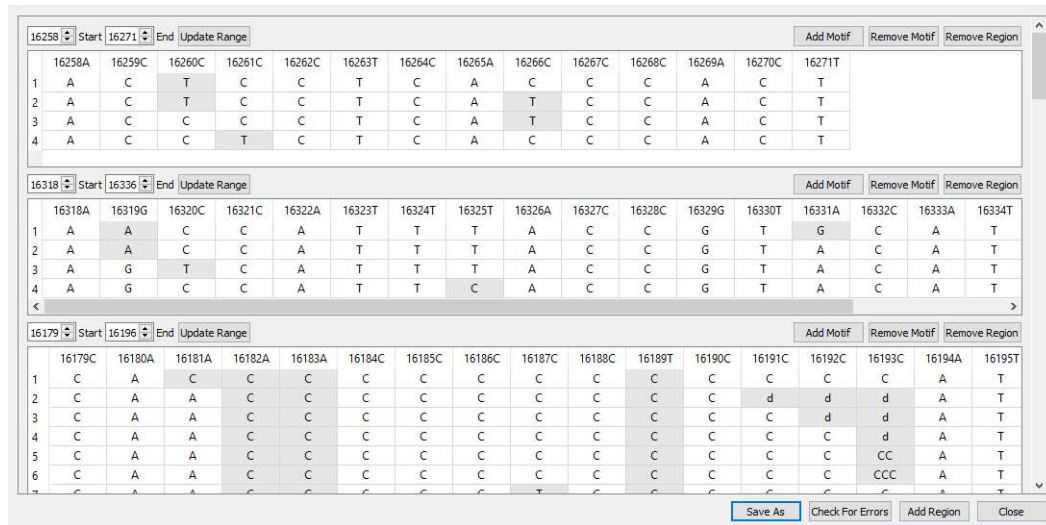 16258 Start 16271 End Update Range Add Motif Remove Motif Remove Region
16258A 16259C 16260C 16261C 16262C 16263T 16264C 16265A 16266C 16267C 16268C 16269A 16270C 16271T
1 A C T C C T C A C C C A C T
2 A C T C C T C A T C C A C T
3 A C C C C T C A T C C A C T
4 A C C T C T C A C C C A C T
16318 Start 16336 End Update Range Add Motif Remove Motif Remove Region
16318A 16319G 16320C 16321C 16322A 16323T 16324T 16325T 16326A 16327C 16328C 16329G 16330T 16331A 16332C 16333A 16334T
1 A A C C A T T T A C C G T G C A T
2 A A C C A T T T A C C G T A C A T
3 A G T C A T T T A C C G T A C A T
4 A G C C A T T C A C C G T A C A T
16179 Start 16196 End Update Range Add Motif Remove Motif Remove Region
16179C 16180A 16181A 16182A 16183A 16184C 16185C 16186C 16187C 16188C 16189T 16190C 16191C 16192C 16193C 16194A 16195T
1 C A C C C C C C C C C C C C C A T
2 C A A C C C C C C C C C d d d A T
3 C A A C C C C C C C C C C d d A T
4 C A A C C C C C C C C C C C d A T
5 C A A C C C C C C C C C C C CC A T
6 C A A C C C C C C C C C C C CCC A T
Save As Check For Errors Add Region Close